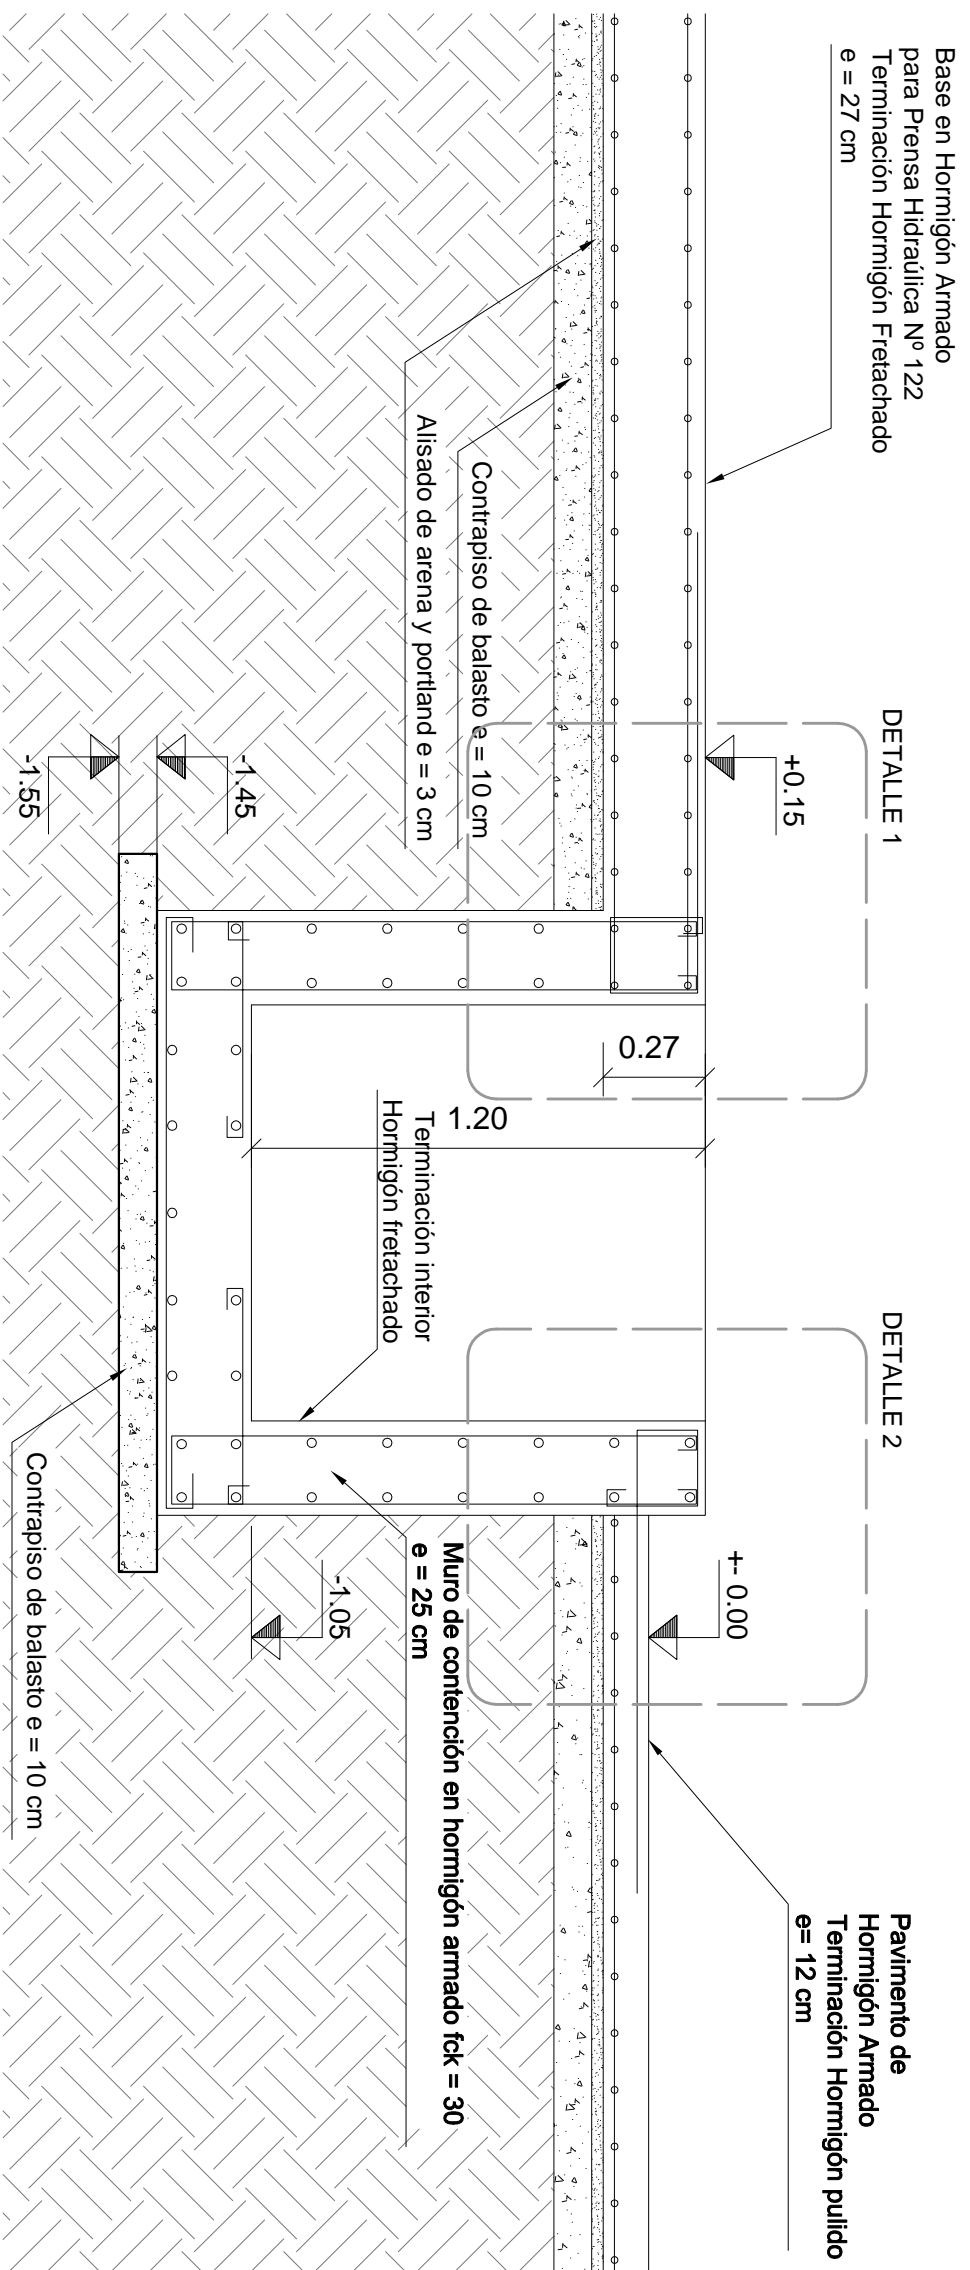 Base en Hormigón Armado
para Prensa Hidraúlica Nº 122
Terminación Hormigón Fretachado
e = 27 cm
DETALLE 1
DETALLE 2
Pavimento de
Hormigón Armado
Terminación Hormigón pulido
e= 12 cm
+0.15
+- 0.00
0.27
1.20
Contrapiso de balasto e = 10 cm
Alisado de arena y portland e = 3 cm
Terminación interior
Hormigón fretachado
Muro de contención en hormigón armado fck = 30
e = 25 cm
-1.05
-1.45
-1.55
Contrapiso de balasto e = 10 cm